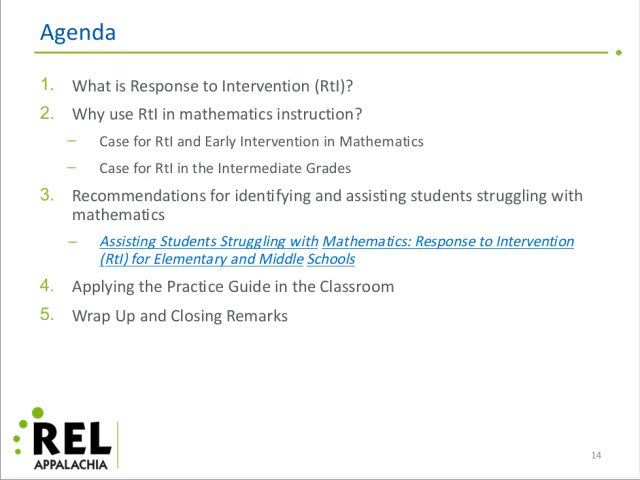 Agenda
1. What is Response to Intervention (RtI)?
2. Why use RtI in mathematics instruction?
– Case for RtI and Early Intervention in Mathematics
– Case for RtI in the Intermediate Grades
3. Recommendations for identifying and assisting students struggling with
mathematics
– Assisting Students Struggling with Mathematics: Response to Intervention
(RtI) for Elementary and Middle Schools
4. Applying the Practice Guide in the Classroom
5. Wrap Up and Closing Remarks
REL
APPALACHIA
14